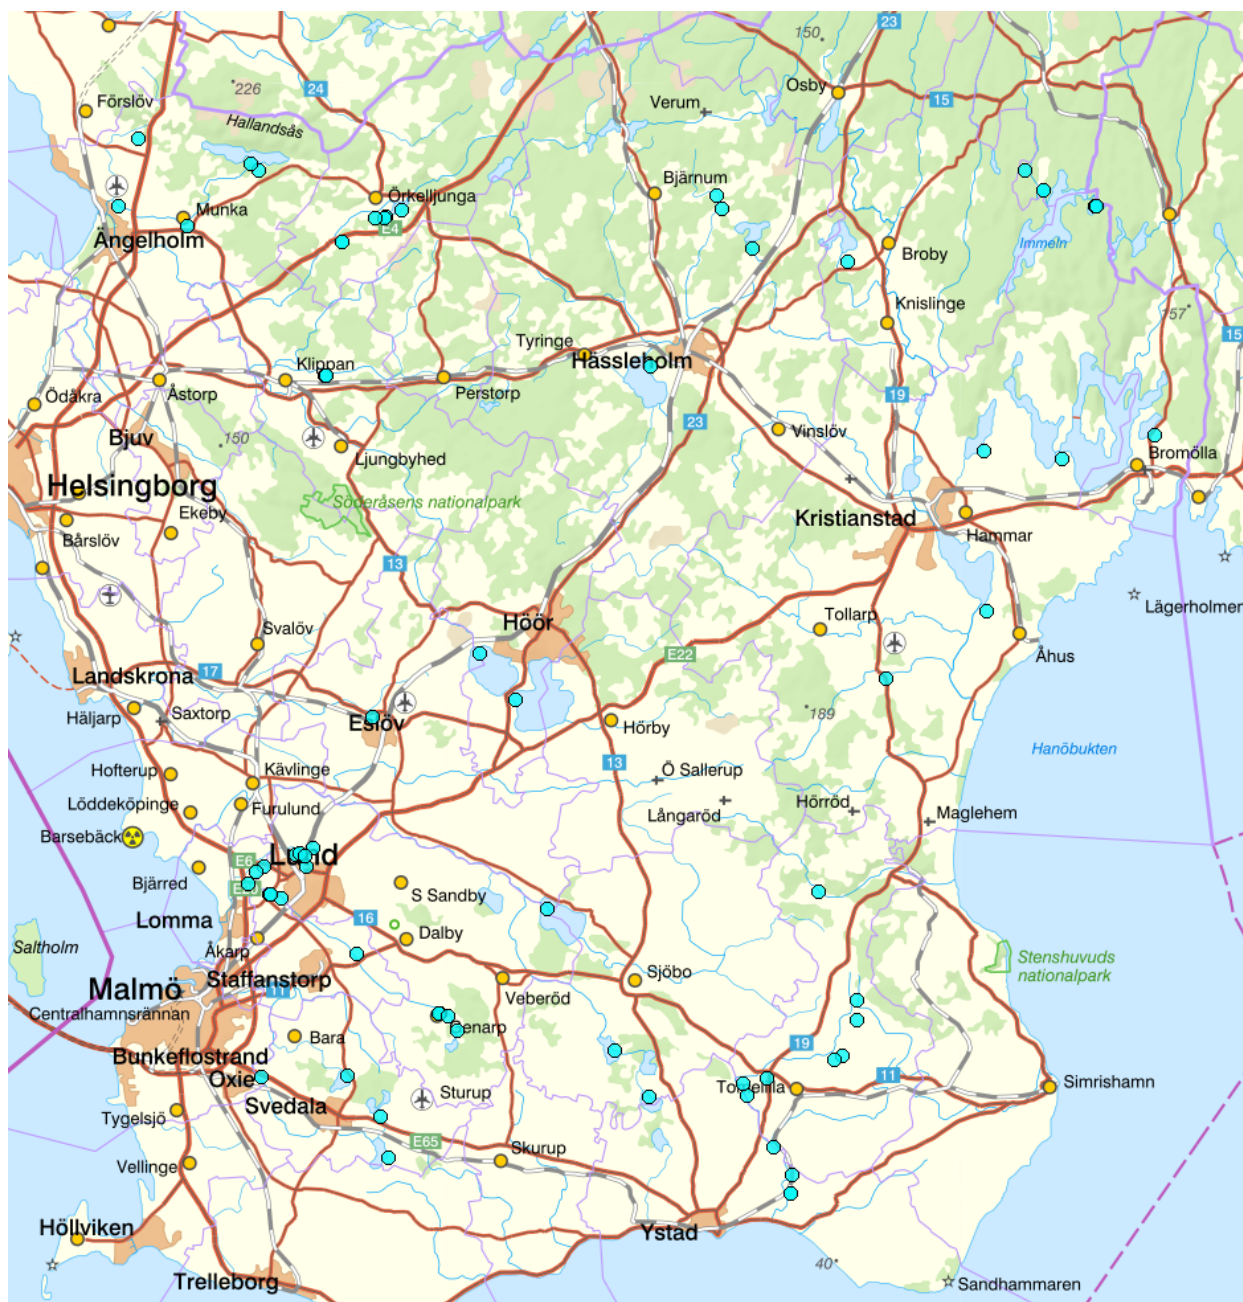 23
150
Osby
226
24
15
Verum
Förslöv
Hallandsås
Bjärnum
Örkelljunga
Munka
E4
Ängelholm
Immeln
Broby
Knislinge
157
15
Tyringe
Hässleholm
Klippan
Perstorp
Åstorp
Ödåkra
19
23
Vinslöv
Bjuv
150
Ljungbyhed
Bromölla
Helsingborg
Söderåsens nationalpark
Ekeby
Kristianstad
Hammar
Bårslöv
13
Lägerholmen
Höör
Tollarp
Svalöv
E22
Åhus
Landskrona
17
Häljarp
Saxtorp
Eslöv
189
Hörby
Hanöbukten
13
Ö Sallerup
Hofterup
Kävlinge
Löddeköpinge
Furulund
Långaröd
Hörröd
Maglehem
Barsebäck
Lund
E6
Bjärred
S Sandby
Lomma
16
Dalby
Åkarp
Saltholm
Stenshuvuds
nationalpark
Sjöbo
Staffanstorp
Malmö
11
Veberöd
Centralhamnsrännan
Bara
19
Bunkeflostrand
Oxie
11
Simrishamn
Sturup
Svedala
Tygelsjö
E65
Skurup
Vellinge
Höllviken
Ystad
40
Trelleborg
Sandhammaren